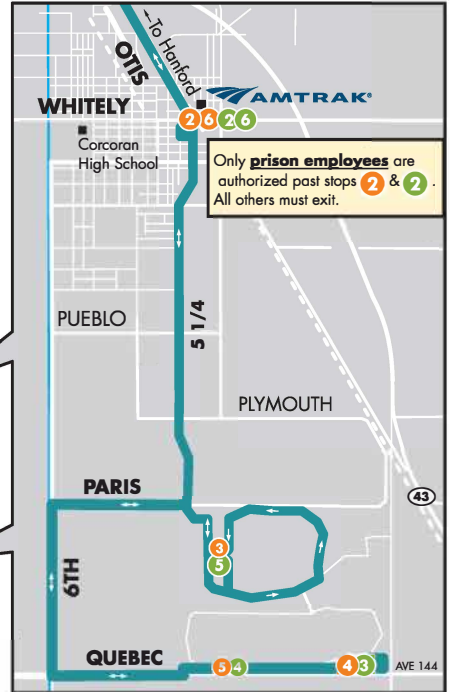 To Hanford
OTIS
AMTRAK®
WHITELY
2 6 2 6
Corcoran
High School
Only prison employees are
authorized past stops 2 & 2 .
All others must exit.
5 1/4
PUEBLO
PLYMOUTH
PARIS
43
3
5
6TH
QUEBEC
5 4
4 3
AVE 144